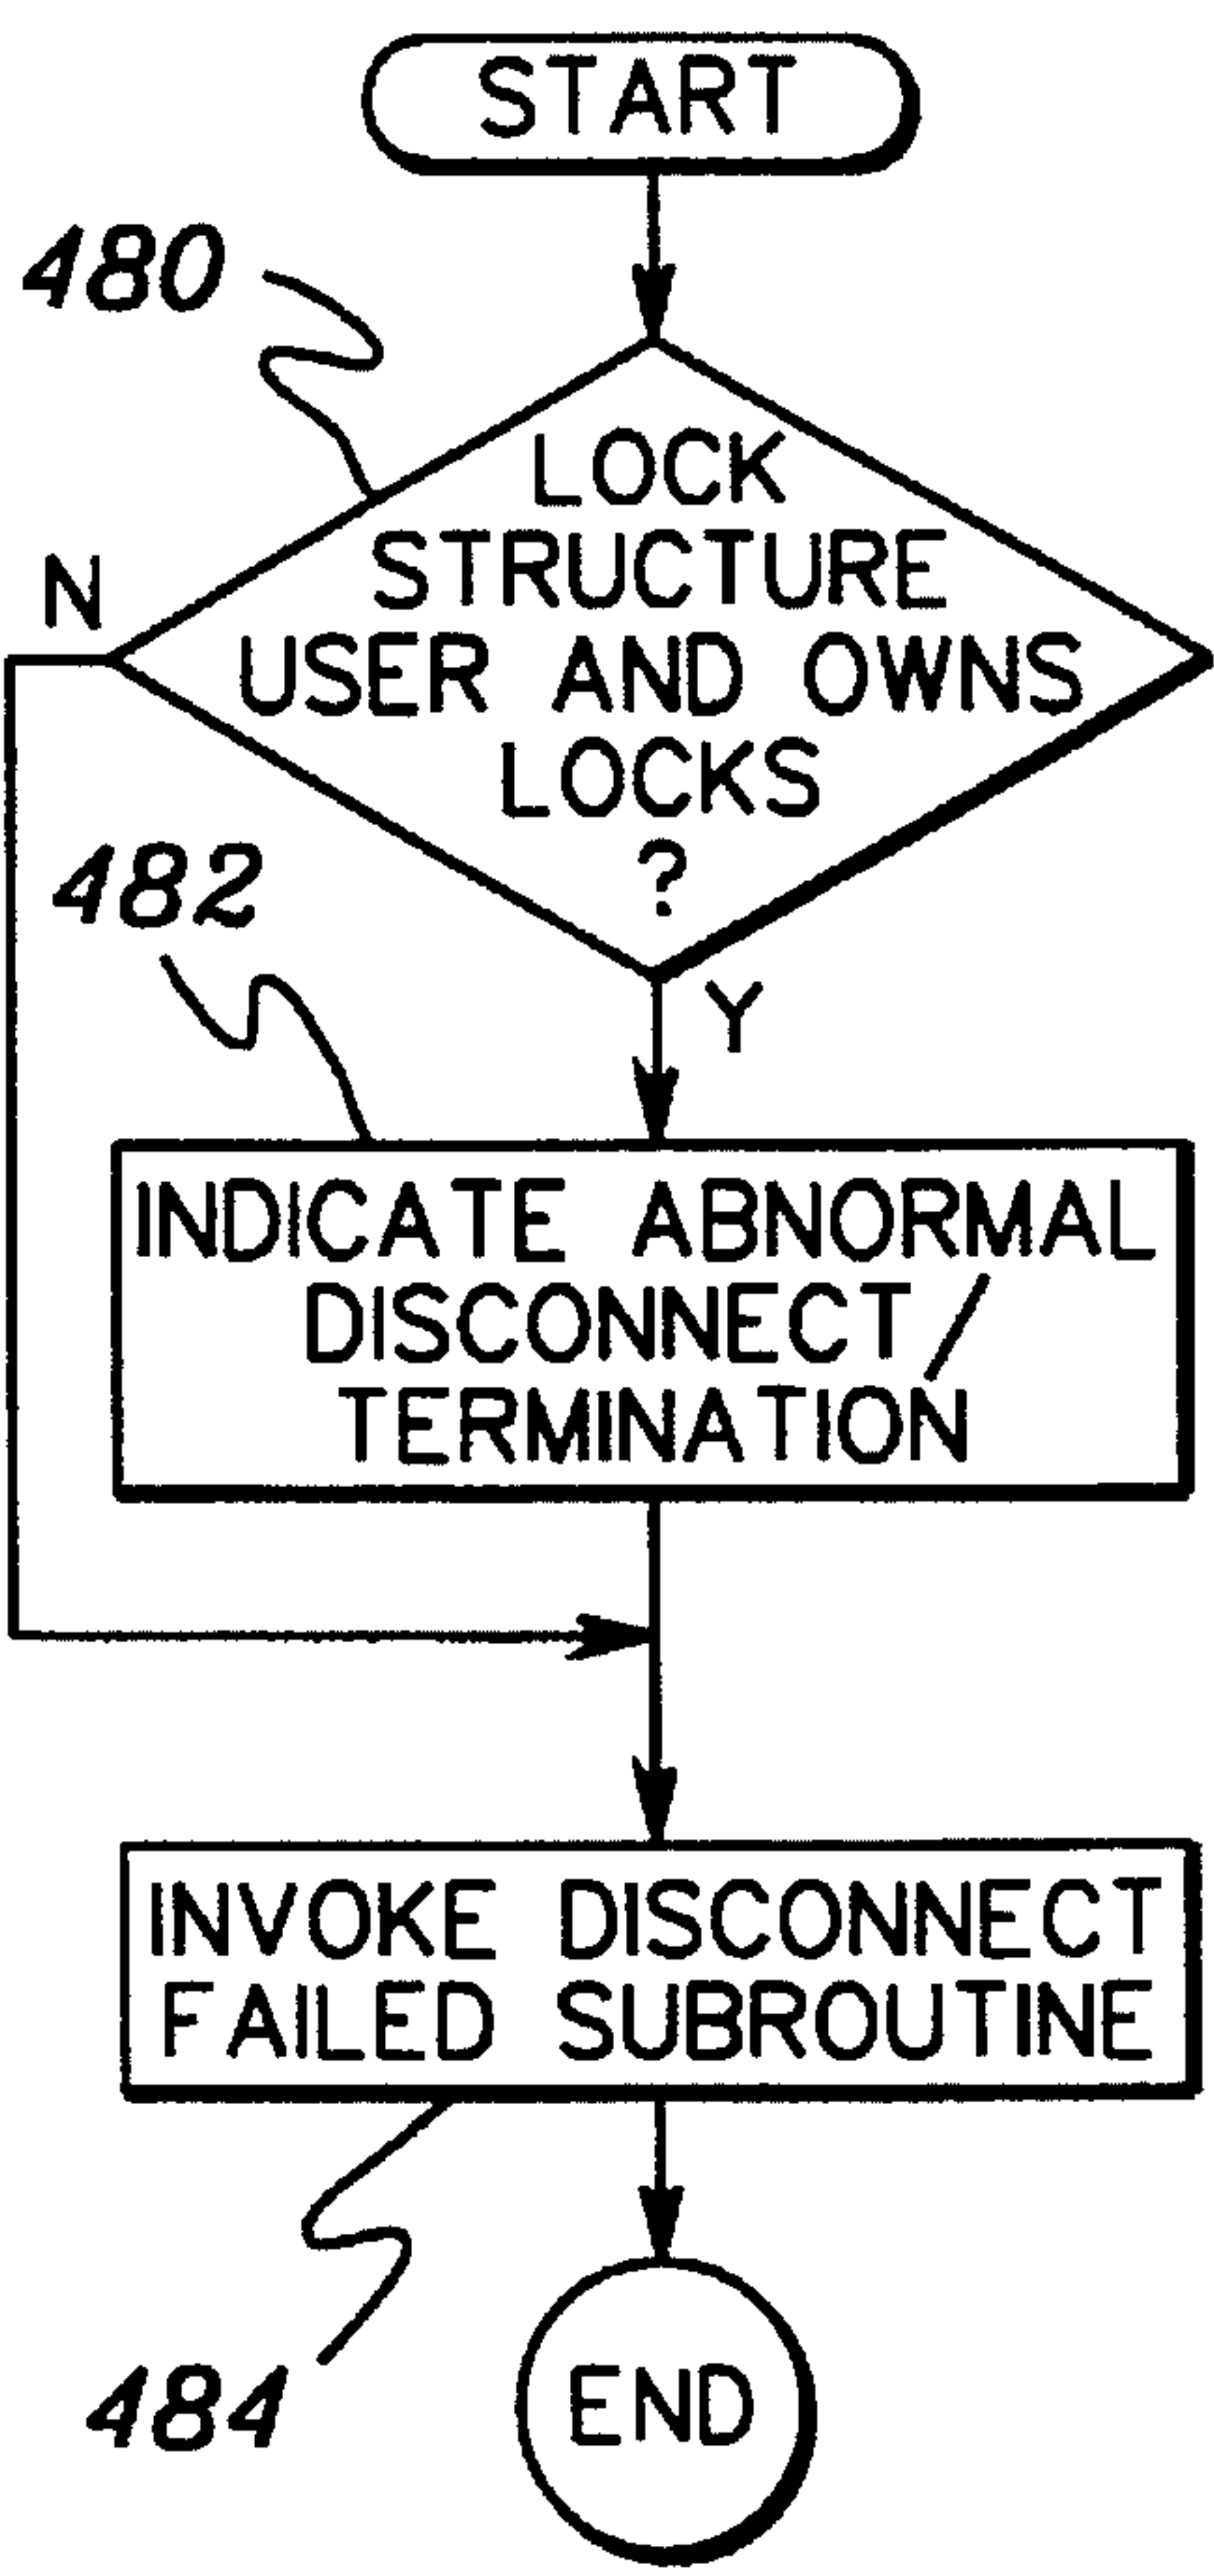 START
480
LOCK
STRUCTURE
N
USER AND OWNS
LOCKS
?
482
Y
INDICATE ABNORMAL
DISCONNECT/
TERMINATION
INVOKE DISCONNECT
FAILED SUBROUTINE
484
END